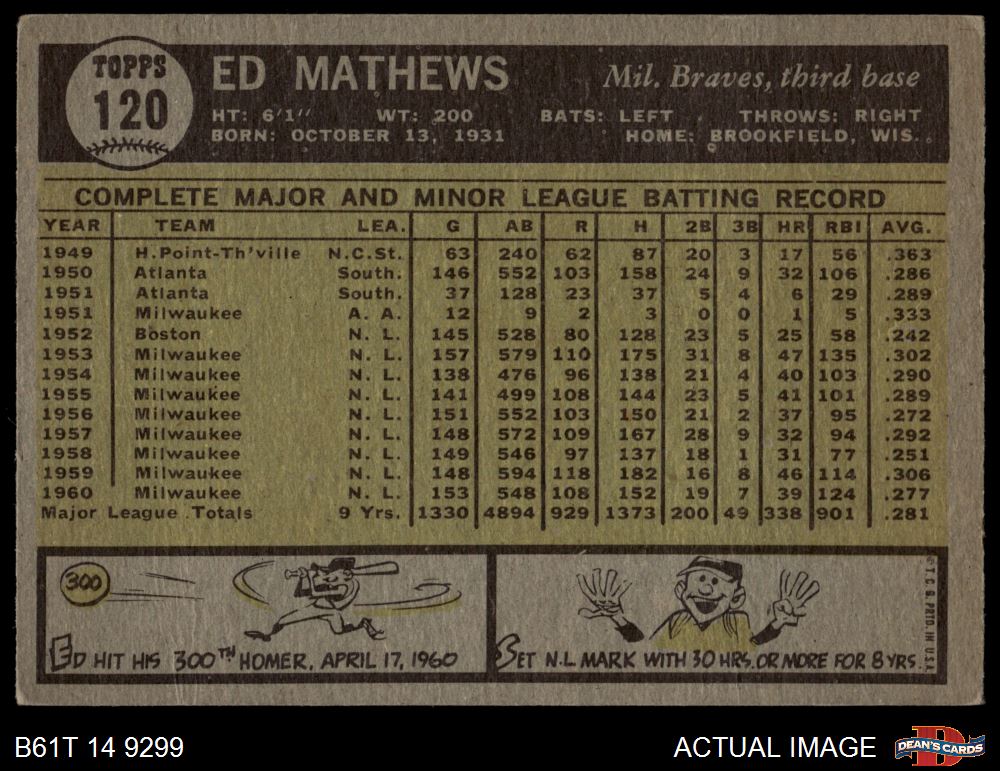 TOPPS
120
ED MATHEWS
Mil. Braves, third base
HT: 6'1" WT: 200 BATS: LEFT THROWS: RIGHT
BORN: OCTOBER 13, 1931 HOME: BROOKFIELD, WIS.
COMPLETE MAJOR AND MINOR LEAGUE BATTING RECORD
YEAR TEAM LEA. G AB R H 2B 3B HR RBI AVG.
1949 H.Point-Th'ville N.C.St. 63 240 62 87 20 3 17 56 .363
1950 Atlanta South. 146 552 103 158 24 9 32 106 .286
1951 Atlanta South. 37 128 23 37 5 4 6 29 .289
1951 Milwaukee A. A. 12 9 2 3 0 0 1 5 .333
1952 Boston N. L. 145 528 80 128 23 5 25 58 .242
1953 Milwaukee N. L. 157 579 110 175 31 8 47 135 .302
1954 Milwaukee N. L. 138 476 96 138 21 4 40 103 .290
1955 Milwaukee N. L. 141 499 108 144 23 5 41 101 .289
1956 Milwaukee N. L. 151 552 103 150 21 2 37 95 .272
1957 Milwaukee N. L. 148 572 109 167 28 9 32 94 .292
1958 Milwaukee N. L. 149 546 97 137 18 1 31 77 .251
1959 Milwaukee N. L. 148 594 118 182 16 8 46 114 .306
1960 Milwaukee N. L. 153 548 108 152 19 7 39 124 .277
Major League Totals 9 Yrs. 1330 4894 929 1373 200 49 338 901 .281
300
ED HIT HIS 300TH HOMER, APRIL 17, 1960
SET N.L. MARK WITH 30 HRS. OR MORE FOR 8 YRS.
© T. C. G. PRTD. IN U.S.A.
B61T 14 9299
ACTUAL IMAGE
DEAN'S CARDS